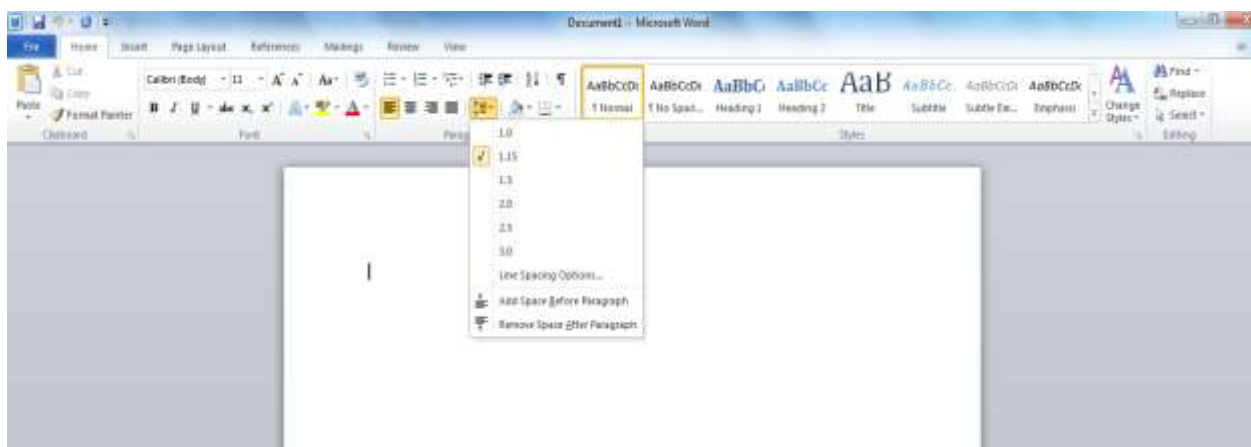 Document1 - Microsoft Word
File Home Insert Page Layout References Mailings Review View
Cut
Copy
Paste
Format Painter
Calibri (Body) 11
AaBbCcDc AaBbCcDc AaBbC AaBbCc AaB AaBbCc. AaBbCcDc AaBbCcDc
¶ Normal ¶ No Spaci... Heading 1 Heading 2 Title Subtitle Subtle Em... Emphasis
Change
Styles
Find
Replace
Select
Clipboard Font Parag Styles Editing
1.0
1.15
1.5
2.0
2.5
3.0
Line Spacing Options...
Add Space Before Paragraph
Remove Space After Paragraph